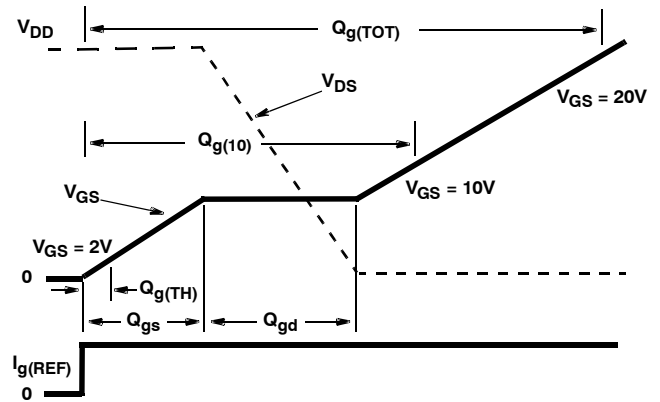 V_DD
Q_g(TOT)
V_DS
V_GS = 20V
Q_g(10)
V_GS
V_GS = 10V
V_GS = 2V
0
Q_g(TH)
Q_gs
Q_gd
I_g(REF)
0